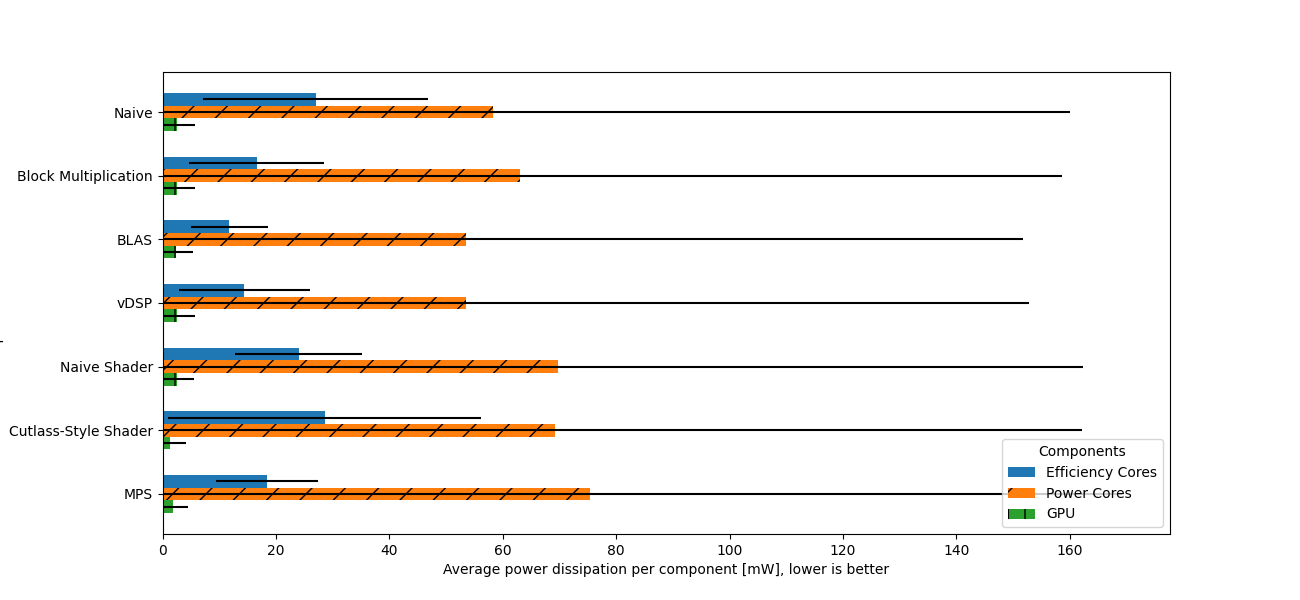 Naive
Block Multiplication
BLAS
vDSP
Naive Shader
Cutlass-Style Shader
MPS
Components
Efficiency Cores
Power Cores
GPU
0 20 40 60 80 100 120 140 160
Average power dissipation per component [mW], lower is better